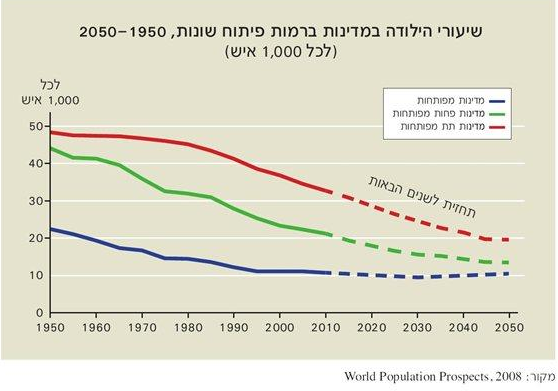 שיעורי הילודה במדינות ברמות פיתוח שונות, 1950–2050
(לכל 1,000 איש)
לכל
1,000 איש
מדינות מפותחות
מדינות פחות מפותחות
מדינות תת מפותחות
תחזית לשנים הבאות
50
40
30
20
10
0
1950 1960 1970 1980 1990 2000 2010 2020 2030 2040 2050
מקור: World Population Prospects, 2008